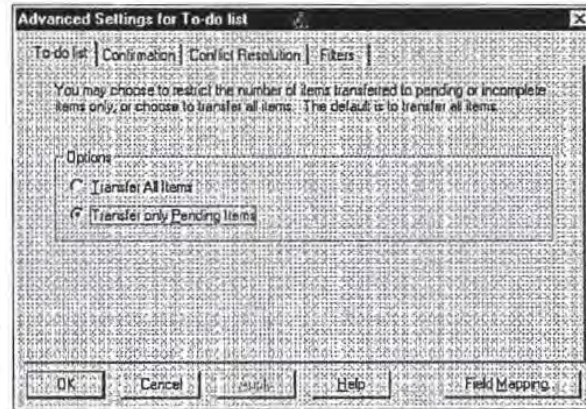 Advanced Settings for To-do list
To-do list Confirmation Conflict Resolution Filters
You may choose to restrict the number of items transferred to pending or incomplete
items only, or choose to transfer all items. The default is to transfer all items.
Options
Transfer All Items
Transfer only Pending Items
OK Cancel Apply Help Field Mapping...